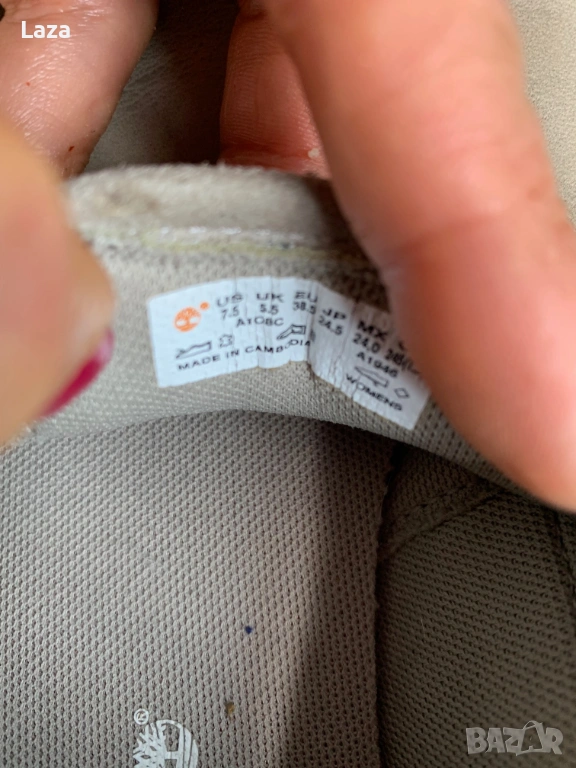 Laza
US UK EU JP MX
7.5 5.5 38.5 24.5 24.0
A1946
MADE IN CAMBODIA
WOMENS
BAZAR